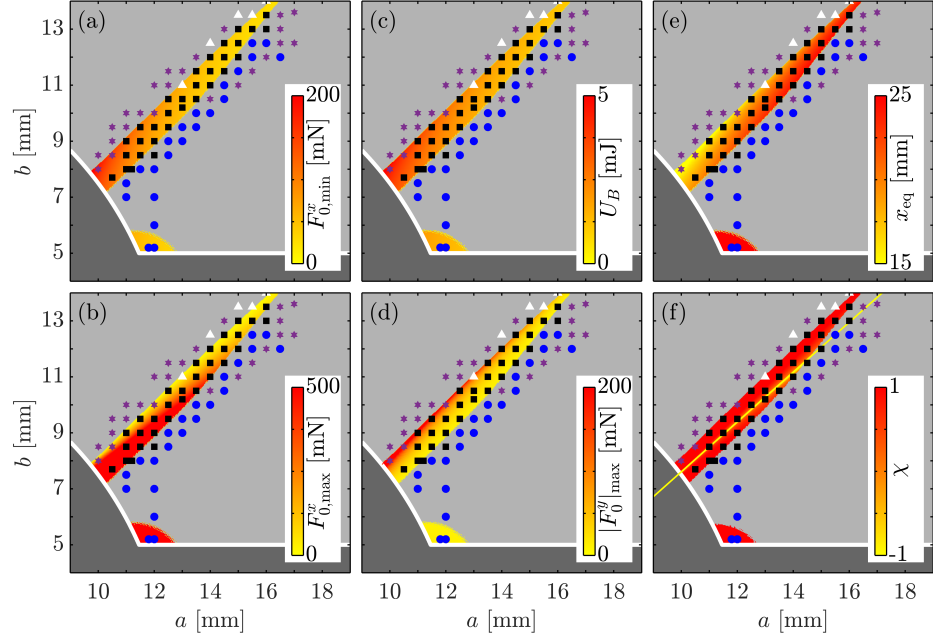 (a)
(c)
(e)
13
11
9
7
5
b [mm]
200
0
F^x_{0,min} [mN]
5
0
U_B [mJ]
25
15
x_eq [mm]
(b)
(d)
(f)
13
11
9
7
5
b [mm]
500
0
F^x_{0,max} [mN]
200
0
|F^y_0|_max [mN]
1
-1
χ
10 12 14 16 18
10 12 14 16 18
10 12 14 16 18
a [mm]
a [mm]
a [mm]